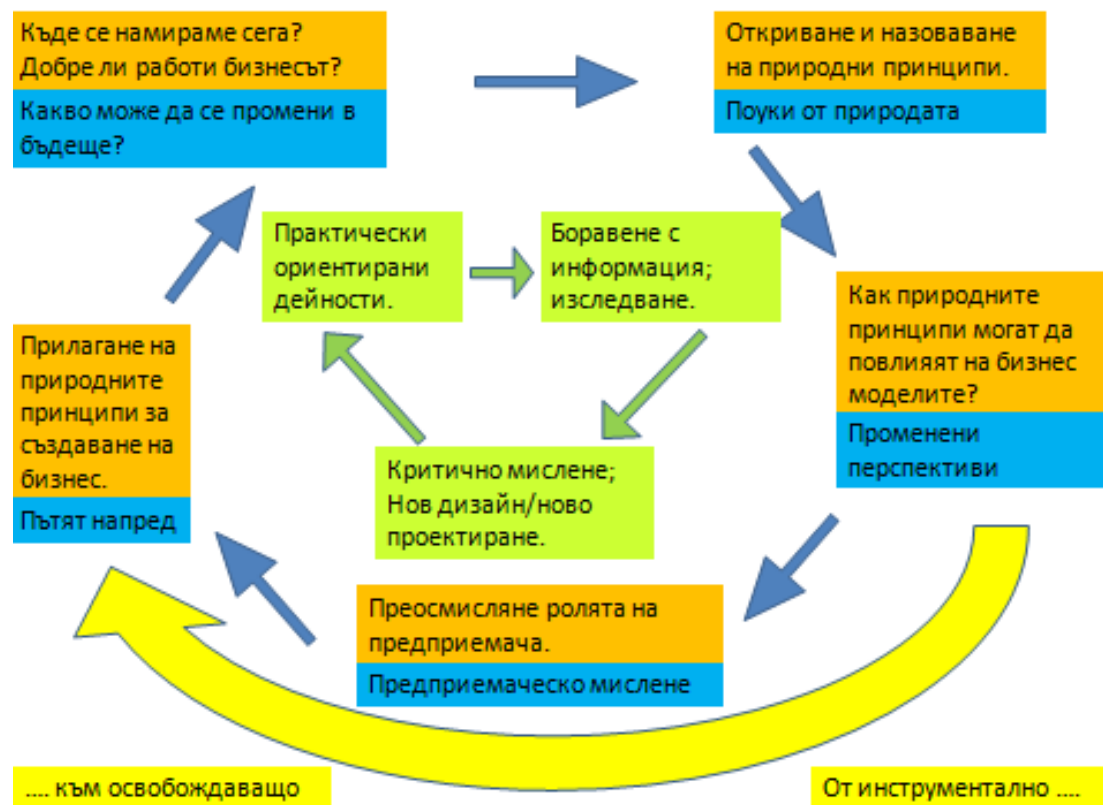 Къде се намираме сега?
Добре ли работи бизнесът?
Какво може да се промени в
бъдеще?
Откриване и назоваване
на природни принципи.
Поуки от природата
Практически
ориентирани
дейности.
Боравене с
информация;
изследване.
Как природните
принципи могат да
повлияят на бизнес
моделите?
Променени
перспективи
Прилагане на
природните
принципи за
създаване на
бизнес.
Пътят напред
Критично мислене;
Нов дизайн/ново
проектиране.
Преосмисляне ролята на
предприемача.
Предприемаческо мислене
.... към освобождаващо
От инструментално ....